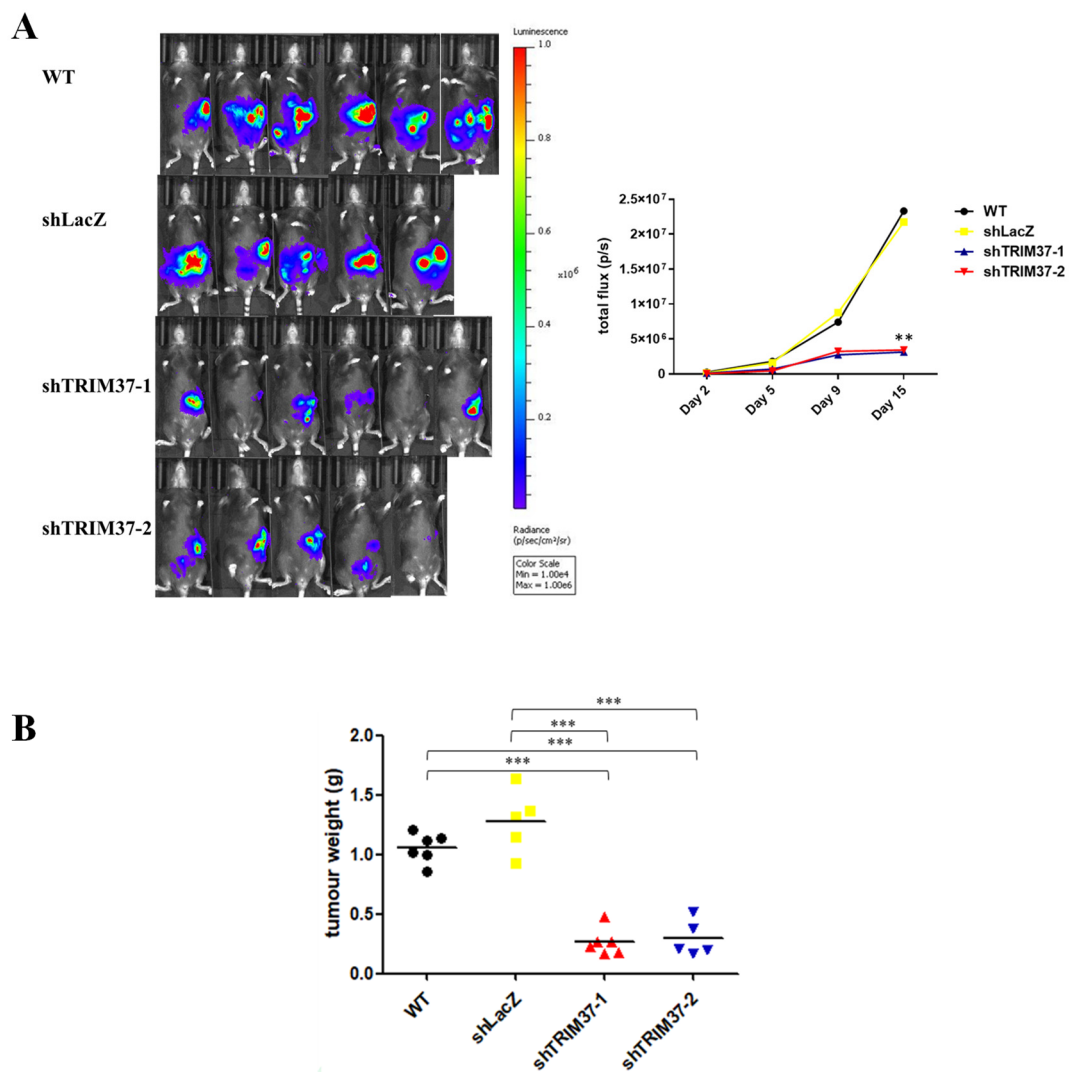 A
WT
shLacZ
shTRIM37-1
shTRIM37-2
Luminescence
1.0
0.8
0.6
x10⁶
0.4
0.2
Radiance
(p/sec/cm²/sr)
Color Scale
Min = 1.00e4
Max = 1.00e6
total flux (p/s)
2.5×10⁷
2×10⁷
1.5×10⁷
1×10⁷
5×10⁶
0
Day 2
Day 5
Day 9
Day 15
**
WT
shLacZ
shTRIM37-1
shTRIM37-2
B
***
***
***
***
tumour weight (g)
2.0
1.5
1.0
0.5
0.0
WT
shLacZ
shTRIM37-1
shTRIM37-2